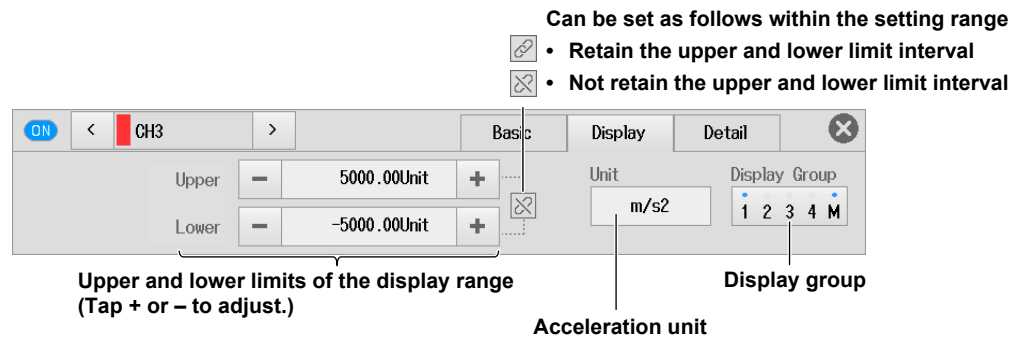 Can be set as follows within the setting range
• Retain the upper and lower limit interval
• Not retain the upper and lower limit interval
ON < CH3 > Basic Display Detail
Upper − 5000.00Unit + Unit Display Group
m/s2 1 2 3 4 M
Lower − -5000.00Unit +
Upper and lower limits of the display range
(Tap + or – to adjust.)
Display group
Acceleration unit